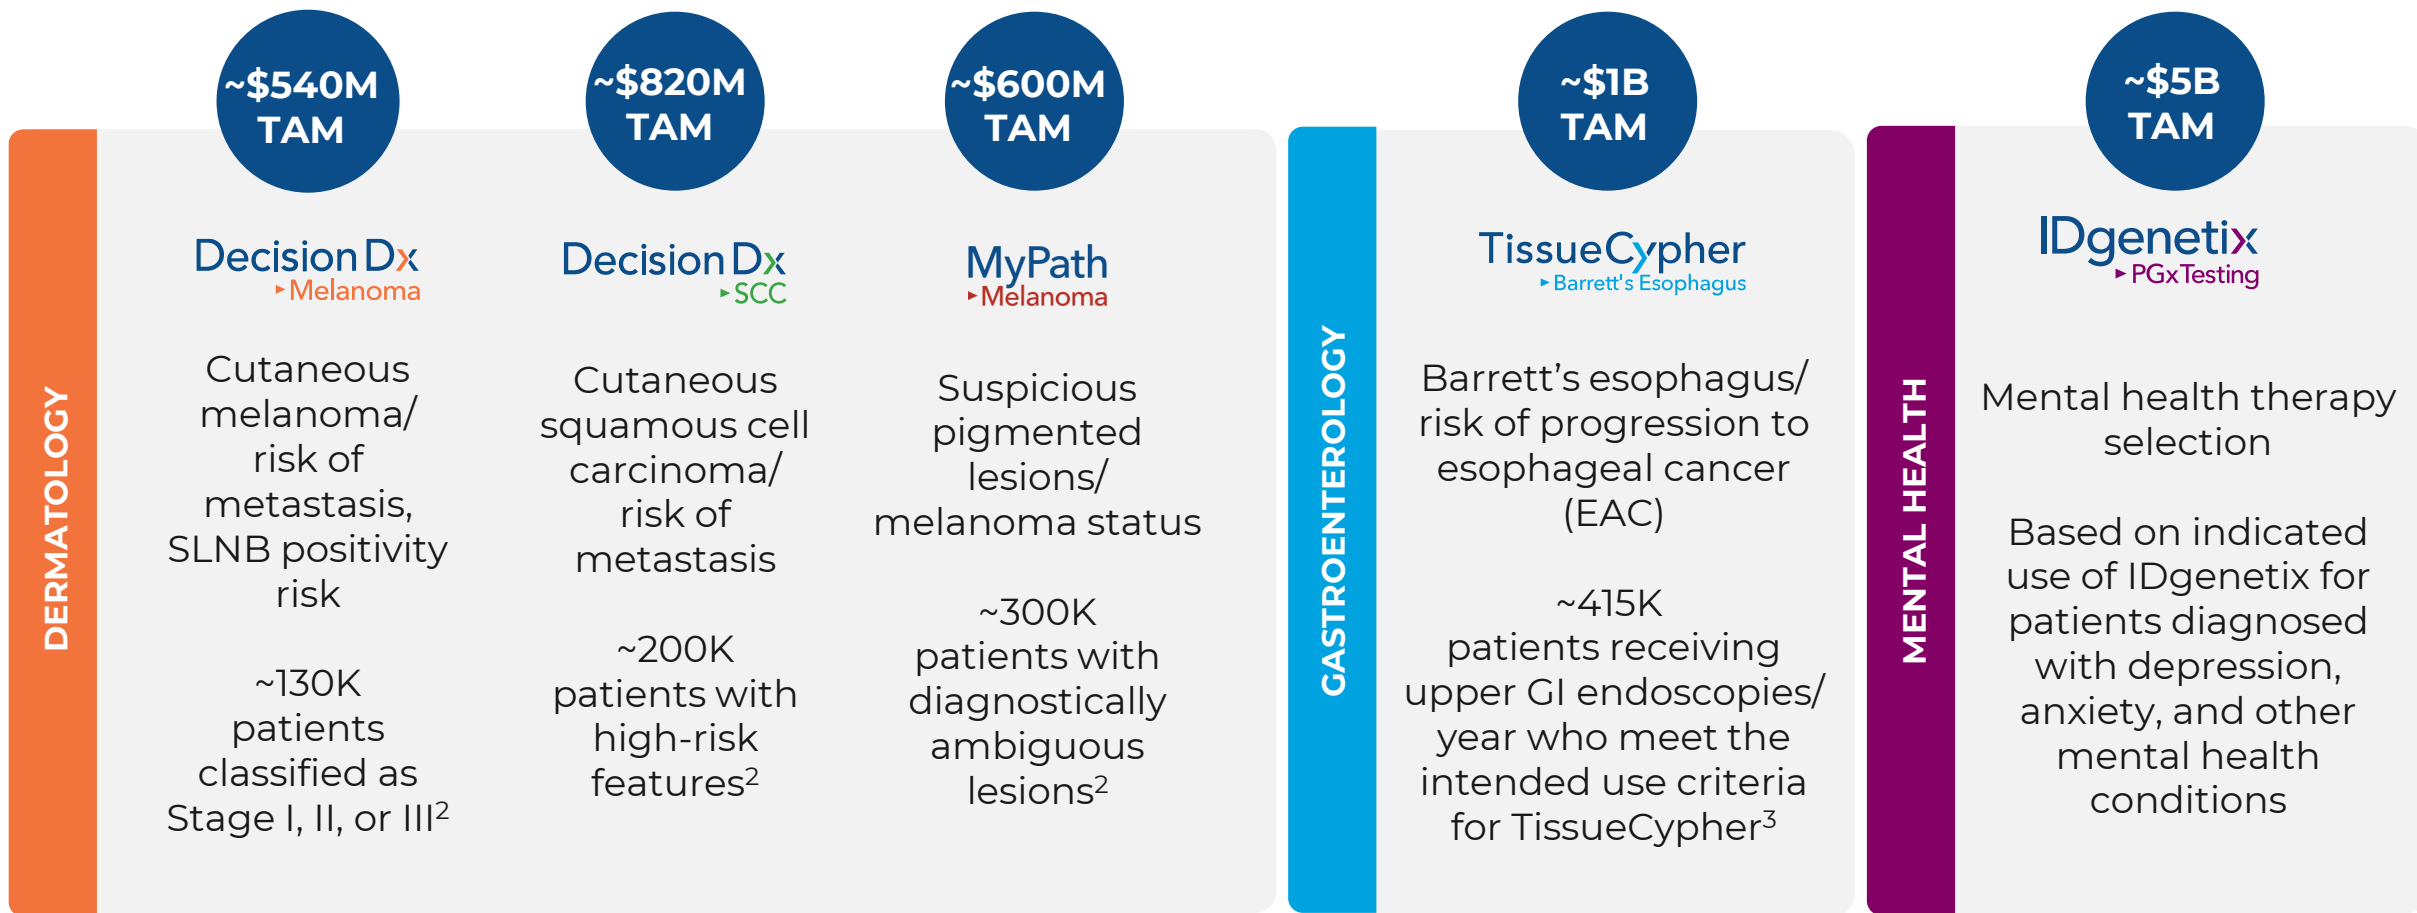 DERMATOLOGY
~$540M
TAM
DecisionDx
▸Melanoma
Cutaneous
melanoma/
risk of
metastasis,
SLNB positivity
risk
~130K
patients
classified as
Stage I, II, or III²
~$820M
TAM
DecisionDx
▸SCC
Cutaneous
squamous cell
carcinoma/
risk of
metastasis
~200K
patients with
high-risk
features²
~$600M
TAM
MyPath
▸Melanoma
Suspicious
pigmented
lesions/
melanoma status
~300K
patients with
diagnostically
ambiguous
lesions²
GASTROENTEROLOGY
~$1B
TAM
TissueCypher
▸Barrett's Esophagus
Barrett’s esophagus/
risk of progression to
esophageal cancer
(EAC)
~415K
patients receiving
upper GI endoscopies/
year who meet the
intended use criteria
for TissueCypher³
MENTAL HEALTH
~$5B
TAM
IDgenetix
▸PGxTesting
Mental health therapy
selection
Based on indicated
use of IDgenetix for
patients diagnosed
with depression,
anxiety, and other
mental health
conditions